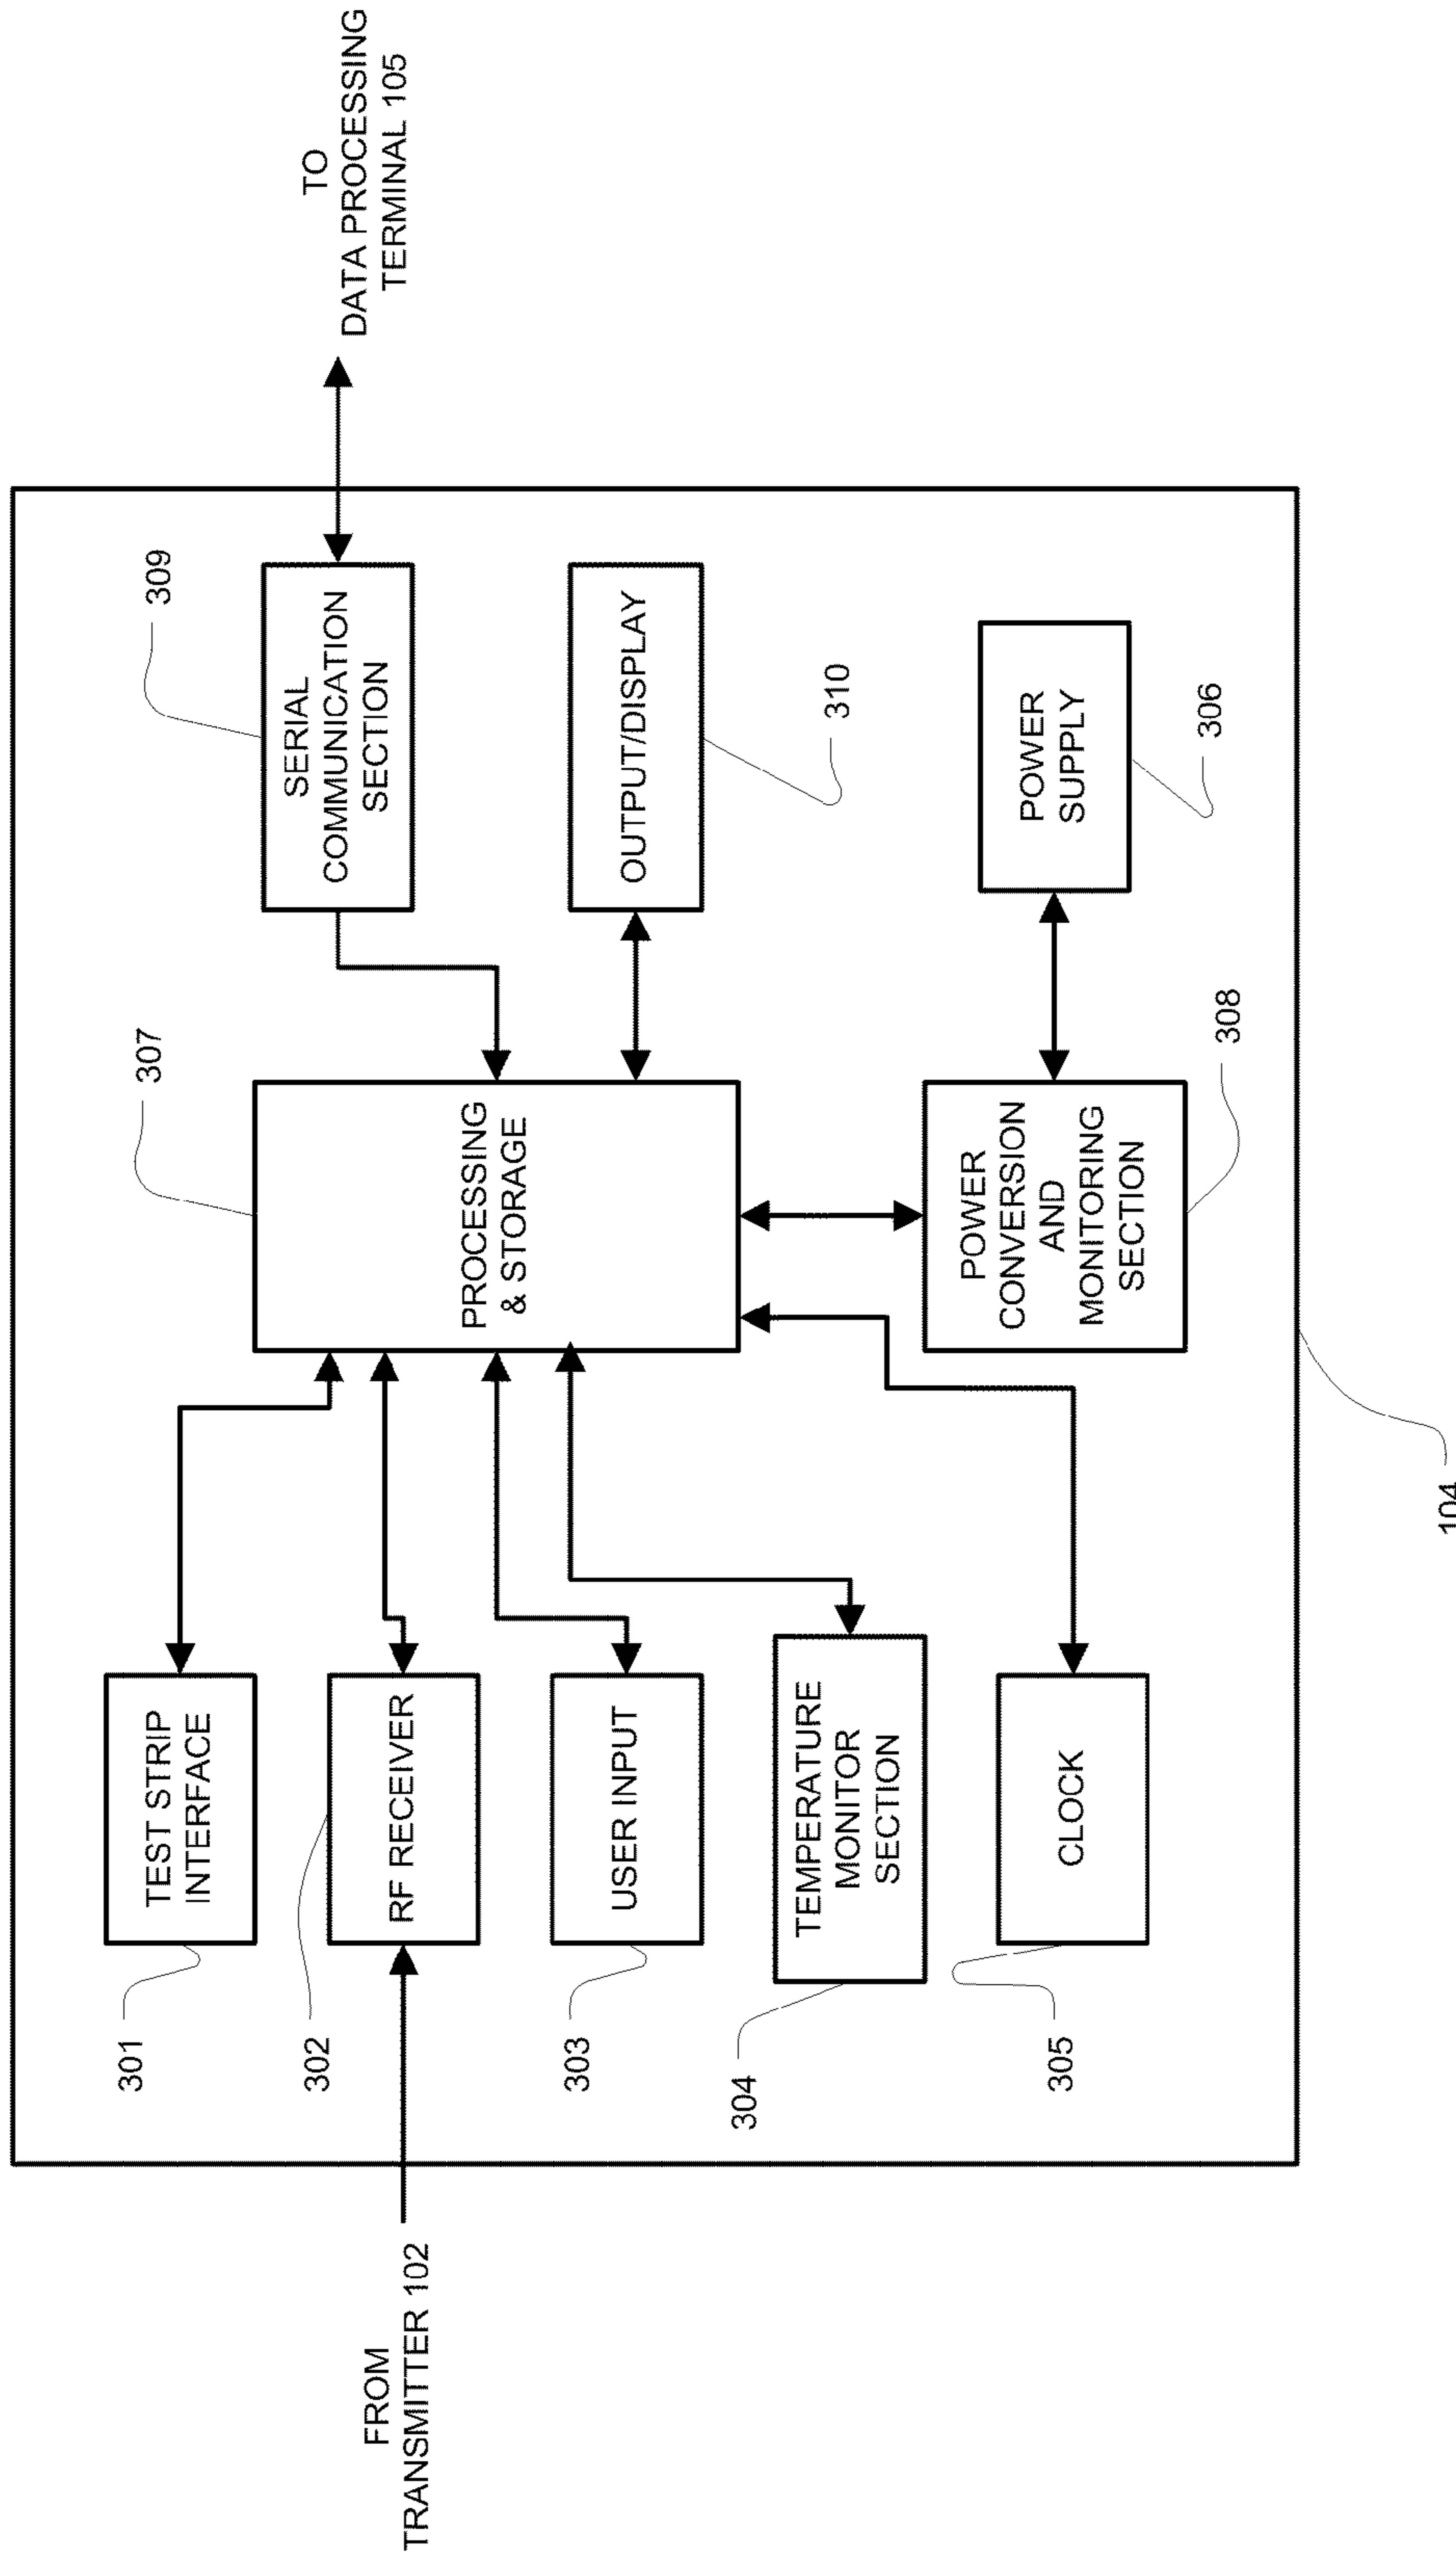 FROM
TRANSMITTER 102
301
TEST STRIP
INTERFACE
302
RF RECEIVER
303
USER INPUT
304
TEMPERATURE
MONITOR
SECTION
305
CLOCK
307
PROCESSING
& STORAGE
POWER
CONVERSION
AND
MONITORING
SECTION
308
309
SERIAL
COMMUNICATION
SECTION
OUTPUT/DISPLAY
310
POWER
SUPPLY
306
TO
DATA PROCESSING
TERMINAL 105
104